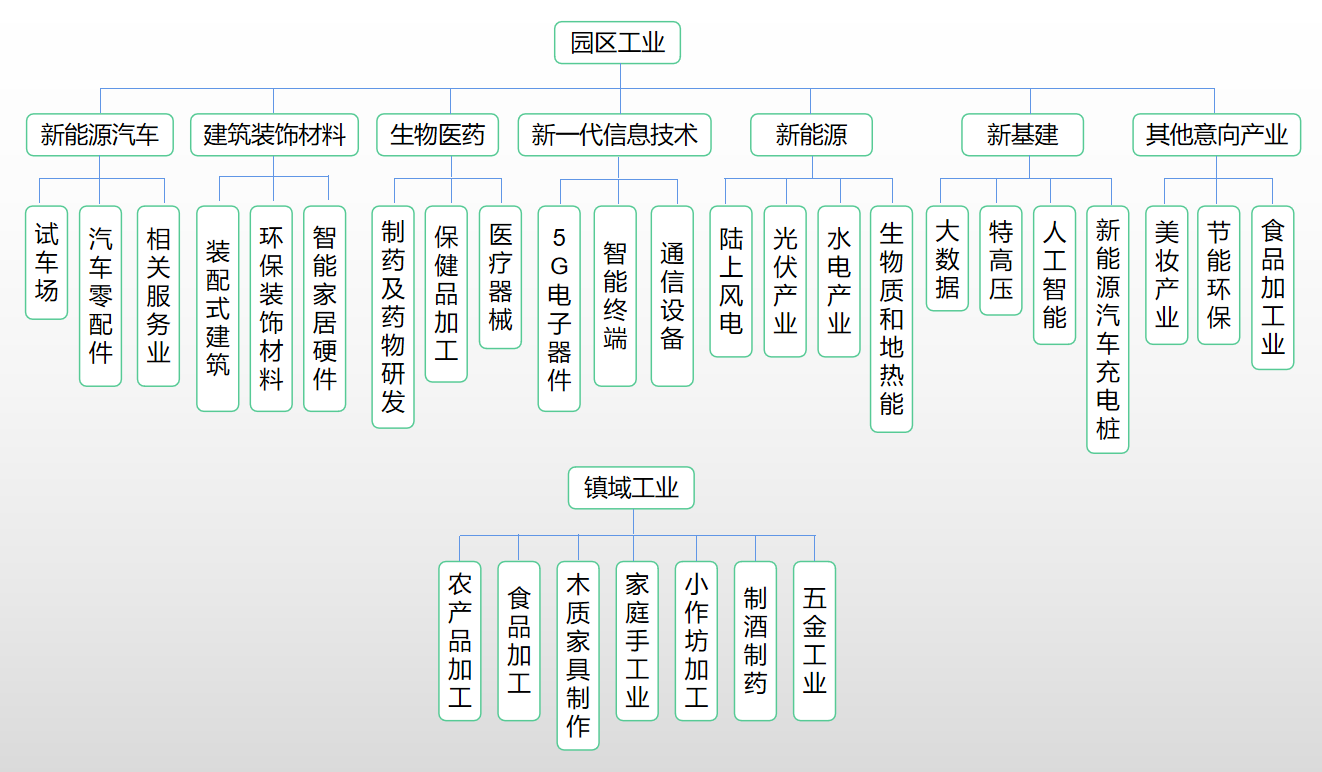 园区工业
新能源汽车
建筑装饰材料
生物医药
新一代信息技术
新能源
新基建
其他意向产业
试车场
汽车零配件
相关服务业
装配式建筑
环保装饰材料
智能家居硬件
制药及药物研发
保健品加工
医疗器械
5G电子器件
智能终端
通信设备
陆上风电
光伏产业
水电产业
生物质和地热能
大数据
特高压
人工智能
新能源汽车充电桩
美妆产业
节能环保
食品加工业
镇域工业
农产品加工
食品加工
木质家具制作
家庭手工业
小作坊加工
制酒制药
五金工业